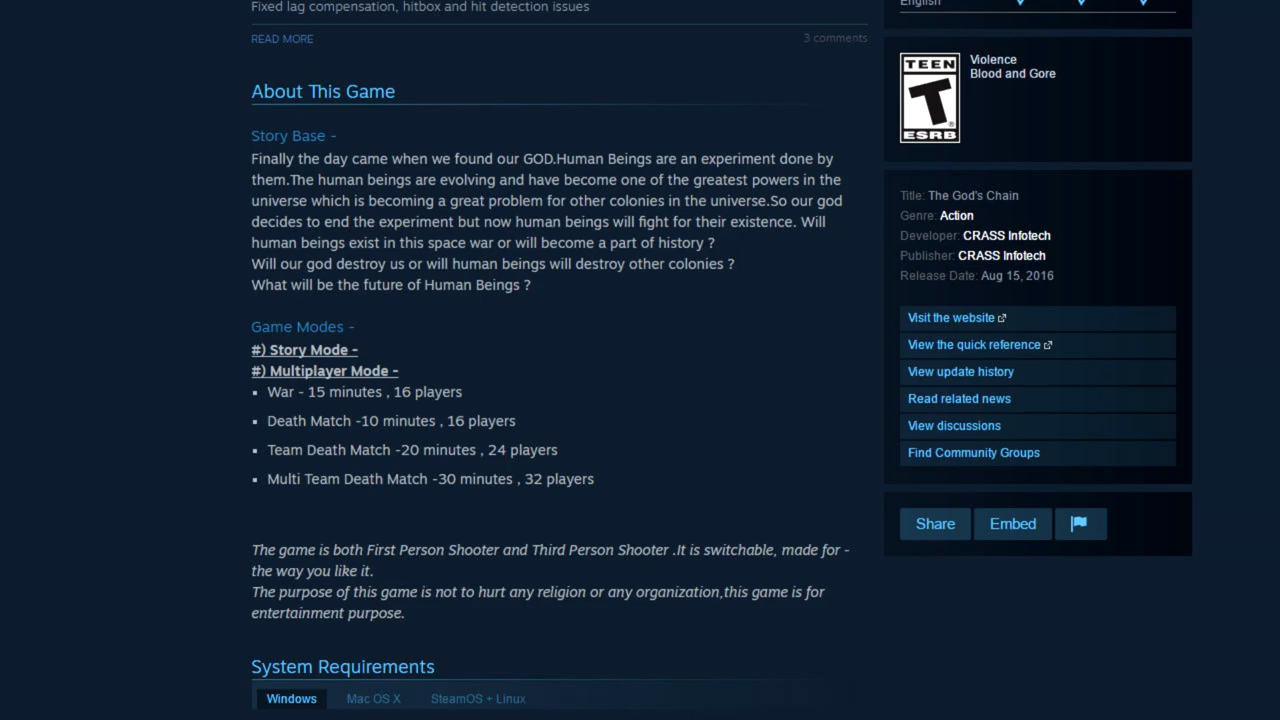 Fixed lag compensation, hitbox and hit detection issues
READ MORE
3 comments
About This Game
Story Base -
Finally the day came when we found our GOD.Human Beings are an experiment done by
them.The human beings are evolving and have become one of the greatest powers in the
universe which is becoming a great problem for other colonies in the universe.So our god
decides to end the experiment but now human beings will fight for their existence. Will
human beings exist in this space war or will become a part of history ?
Will our god destroy us or will human beings will destroy other colonies ?
What will be the future of Human Beings ?
Game Modes -
#) Story Mode -
#) Multiplayer Mode -
▪ War - 15 minutes , 16 players
▪ Death Match -10 minutes , 16 players
▪ Team Death Match -20 minutes , 24 players
▪ Multi Team Death Match -30 minutes , 32 players
The game is both First Person Shooter and Third Person Shooter .It is switchable, made for -
the way you like it.
The purpose of this game is not to hurt any religion or any organization,this game is for
entertainment purpose.
System Requirements
Windows
Mac OS X
SteamOS + Linux
English
TEEN
T
®
ESRB
Violence
Blood and Gore
Title: The God's Chain
Genre: Action
Developer: CRASS Infotech
Publisher: CRASS Infotech
Release Date: Aug 15, 2016
Visit the website
View the quick reference
View update history
Read related news
View discussions
Find Community Groups
Share
Embed